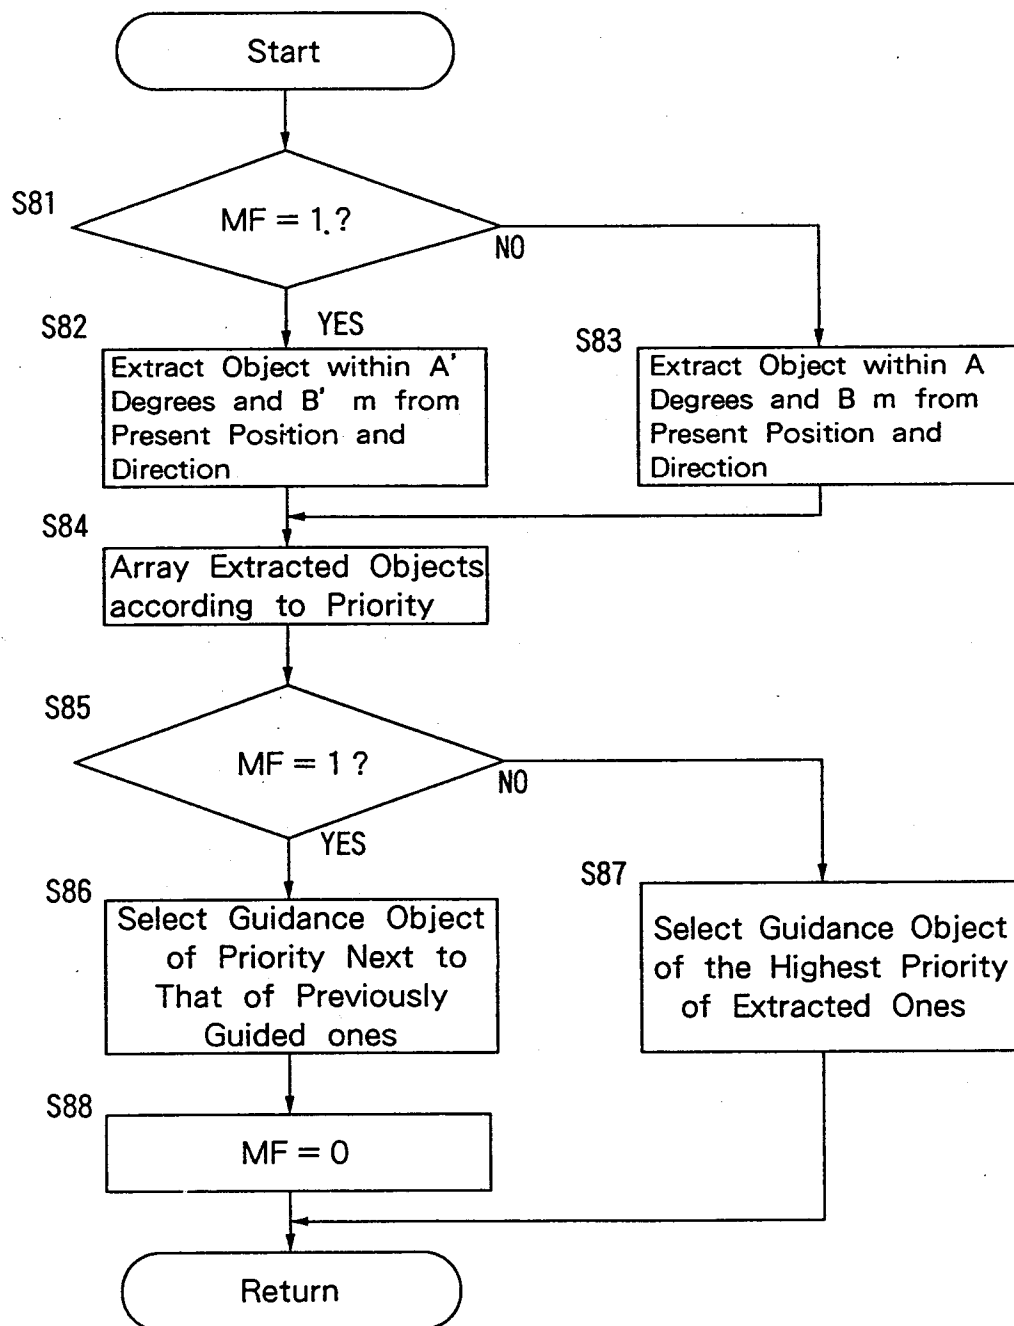 Start
S81
MF = 1.?
NO
YES
S82
Extract Object within A'
Degrees and B' m from
Present Position and
Direction
S83
Extract Object within A
Degrees and B m from
Present Position and
Direction
S84
Array Extracted Objects
according to Priority
S85
MF = 1 ?
NO
YES
S86
Select Guidance Object
of Priority Next to
That of Previously
Guided ones
S87
Select Guidance Object
of the Highest Priority
of Extracted Ones
S88
MF = 0
Return